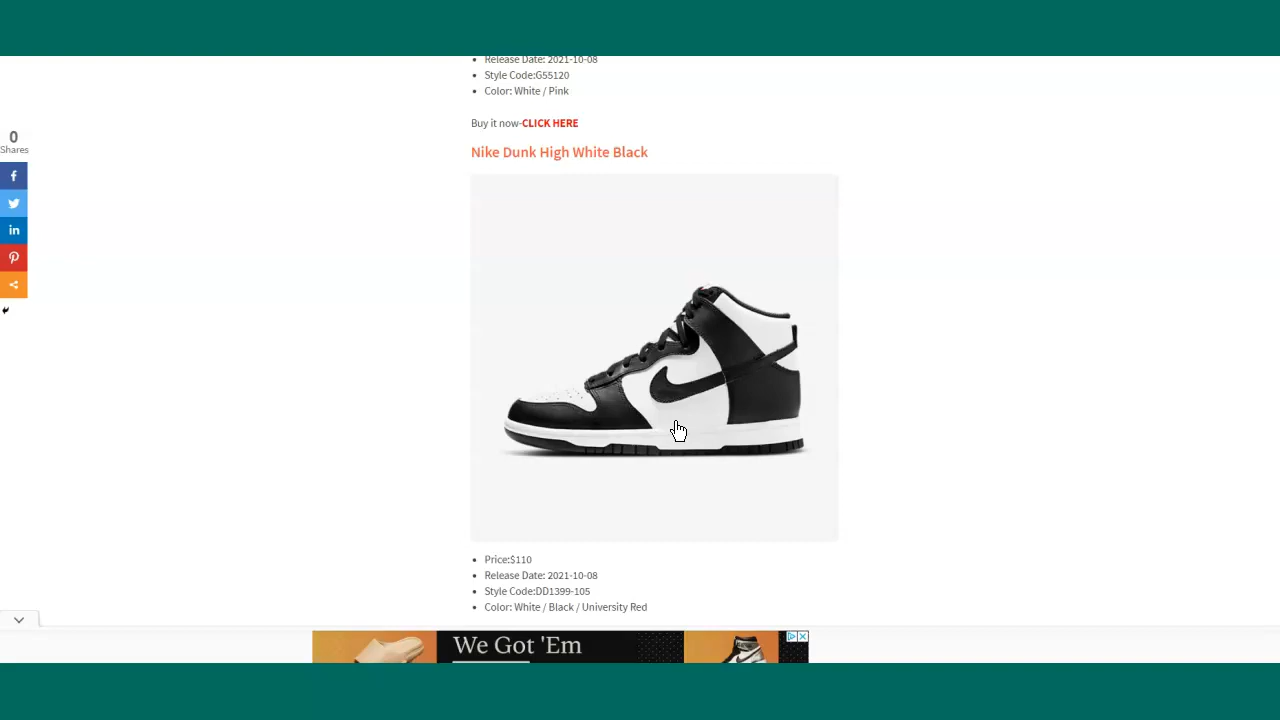 Release Date: 2021-10-08
Style Code:G55120
Color: White / Pink
0
Shares
Buy it now-CLICK HERE
Nike Dunk High White Black
Price:$110
Release Date: 2021-10-08
Style Code:DD1399-105
Color: White / Black / University Red
We Got 'Em